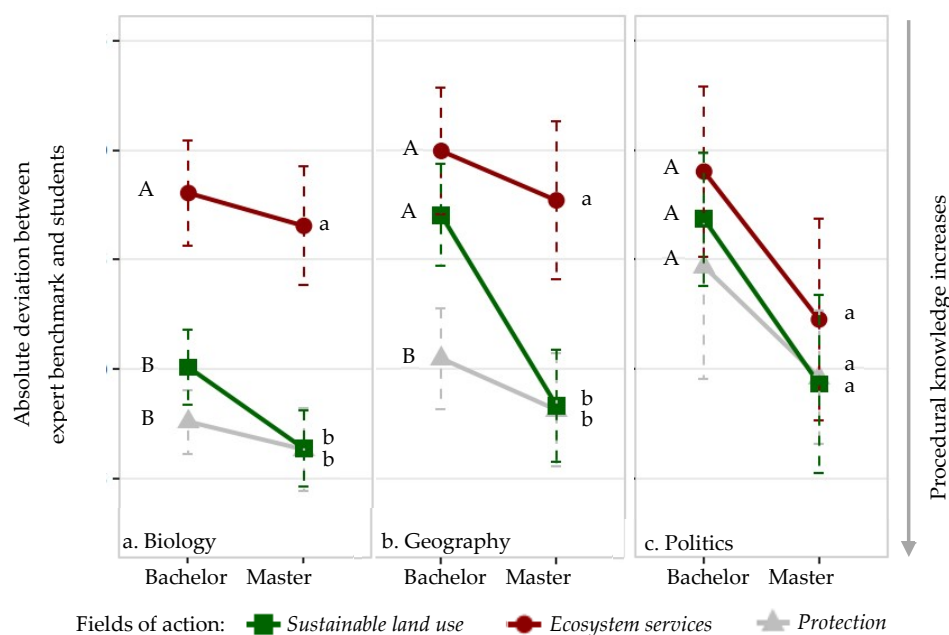 Absolute deviation between
expert benchmark and students
A
B
B
a
b
b
a. Biology
Bachelor Master
A
A
B
a
b
b
b. Geography
Bachelor Master
A
A
A
a
a
a
c. Politics
Bachelor Master
Procedural knowledge increases
Fields of action: Sustainable land use Ecosystem services Protection